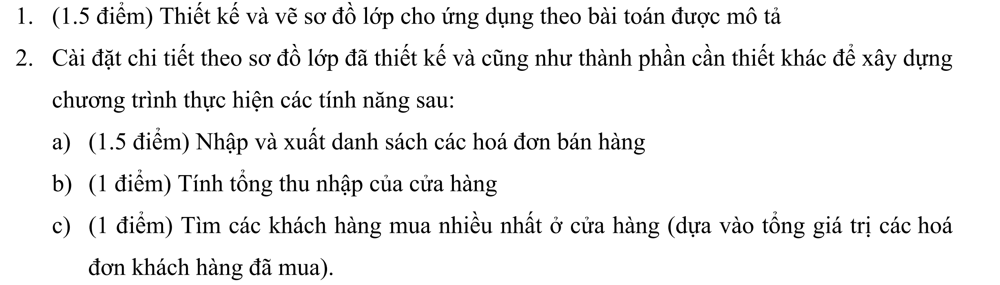 1. (1.5 điểm) Thiết kế và vẽ sơ đồ lớp cho ứng dụng theo bài toán được mô tả
2. Cài đặt chi tiết theo sơ đồ lớp đã thiết kế và cũng như thành phần cần thiết khác để xây dựng
chương trình thực hiện các tính năng sau:
a) (1.5 điểm) Nhập và xuất danh sách các hoá đơn bán hàng
b) (1 điểm) Tính tổng thu nhập của cửa hàng
c) (1 điểm) Tìm các khách hàng mua nhiều nhất ở cửa hàng (dựa vào tổng giá trị các hoá
đơn khách hàng đã mua).